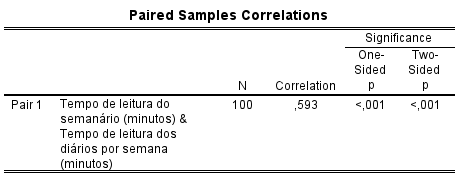 Paired Samples Correlations
Significance
N Correlation One-Sided p Two-Sided p
Pair 1 Tempo de leitura do semanário (minutos) & Tempo de leitura dos diários por semana (minutos) 100 ,593 <,001 <,001